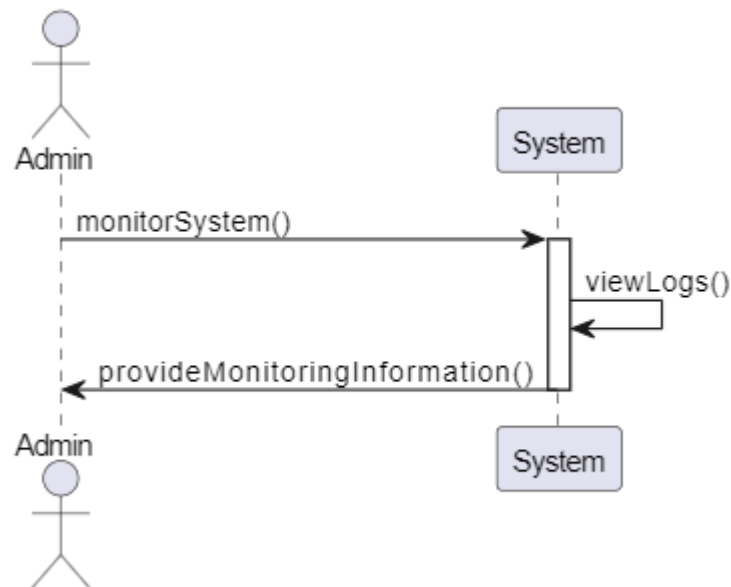 Admin
System
monitorSystem()
viewLogs()
provideMonitoringInformation()
Admin
System